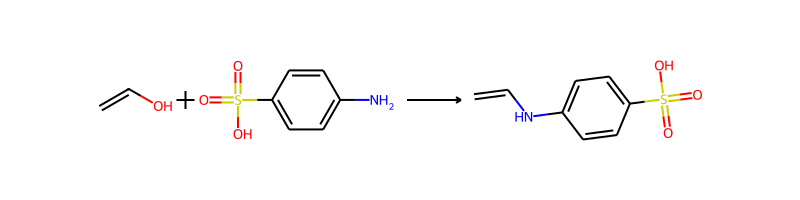 OH + O S O OH NH2
HN S OH O O